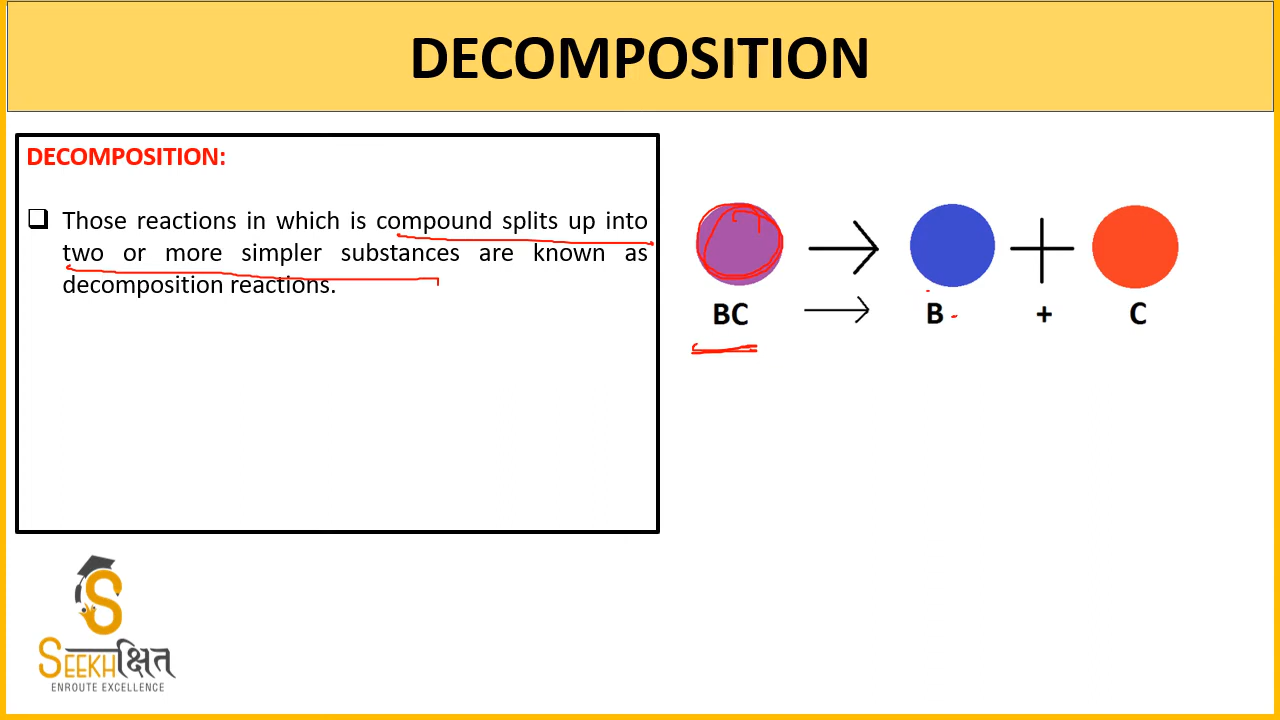 DECOMPOSITION
DECOMPOSITION:
❑ Those reactions in which is compound splits up into
two or more simpler substances are known as
decomposition reactions.
+
BC → B + C
S
SEEKHक्षित
ENROUTE EXCELLENCE